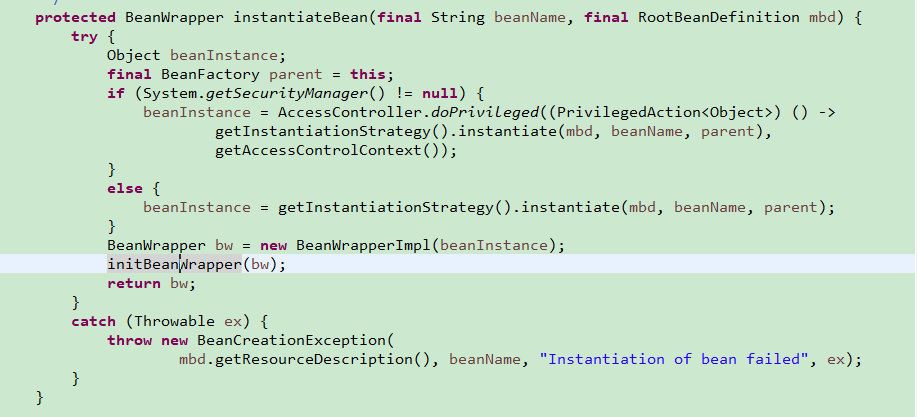 protected BeanWrapper instantiateBean(final String beanName, final RootBeanDefinition mbd) {
try {
Object beanInstance;
final BeanFactory parent = this;
if (System.getSecurityManager() != null) {
beanInstance = AccessController.doPrivileged((PrivilegedAction<Object>) () ->
getInstantiationStrategy().instantiate(mbd, beanName, parent),
getAccessControlContext());
}
else {
beanInstance = getInstantiationStrategy().instantiate(mbd, beanName, parent);
}
BeanWrapper bw = new BeanWrapperImpl(beanInstance);
initBeanWrapper(bw);
return bw;
}
catch (Throwable ex) {
throw new BeanCreationException(
mbd.getResourceDescription(), beanName, "Instantiation of bean failed", ex);
}
}